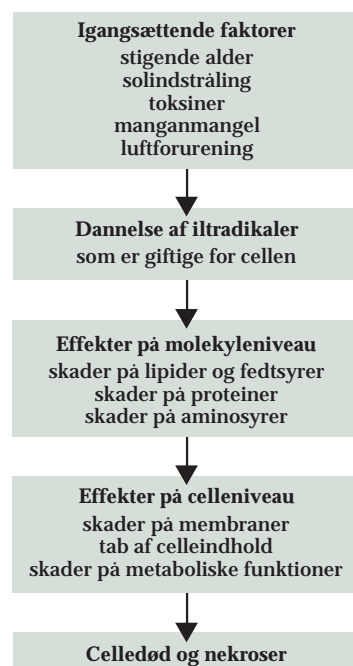 Igangsættende faktorer
stigende alder
solindstråling
toksiner
manganmangel
luftforurening
Dannelse af iltradikaler
som er giftige for cellen
Effekter på molekyleniveau
skader på lipider og fedtsyrer
skader på proteiner
skader på aminosyrer
Effekter på celleniveau
skader på membraner
tab af celleindhold
skader på metaboliske funktioner
Celledød og nekroser